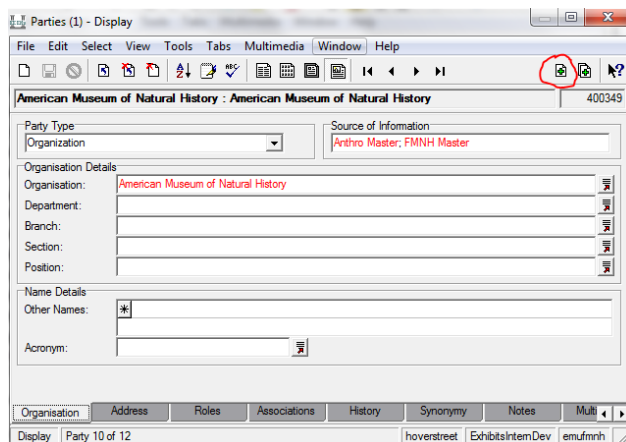 Parties (1) - Display
File Edit Select View Tools Tabs Multimedia Window Help
American Museum of Natural History : American Museum of Natural History 400349
Party Type
Organization
Source of Information
Anthro Master; FMNH Master
Organisation Details
Organisation: American Museum of Natural History
Department:
Branch:
Section:
Position:
Name Details
Other Names:
Acronym:
Organisation Address Roles Associations History Synonymy Notes Multi
Display Party 10 of 12 hoverstreet ExhibitsInternDev emufmnh